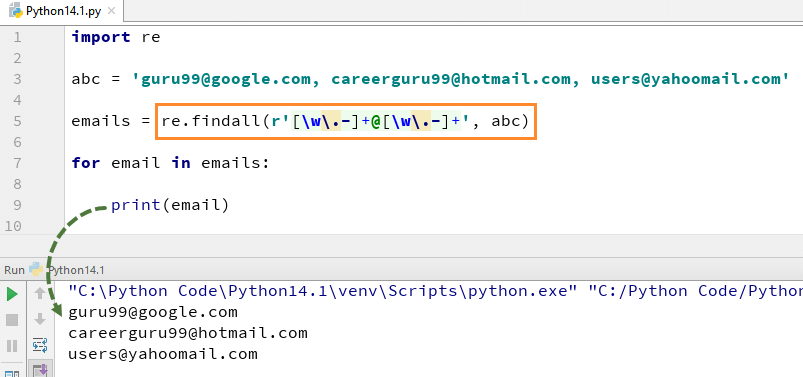 Python14.1.py ×
1 import re
2
3 abc = 'guru99@google.com, careerguru99@hotmail.com, users@yahoomail.com'
4
5 emails = re.findall(r'[\w\.-]+@[\w\.-]+', abc)
6
7 for email in emails:
8
9 print(email)
10
Run Python14.1
"C:\Python Code\Python14.1\venv\Scripts\python.exe" "C:/Python Code/Python
guru99@google.com
careerguru99@hotmail.com
users@yahoomail.com